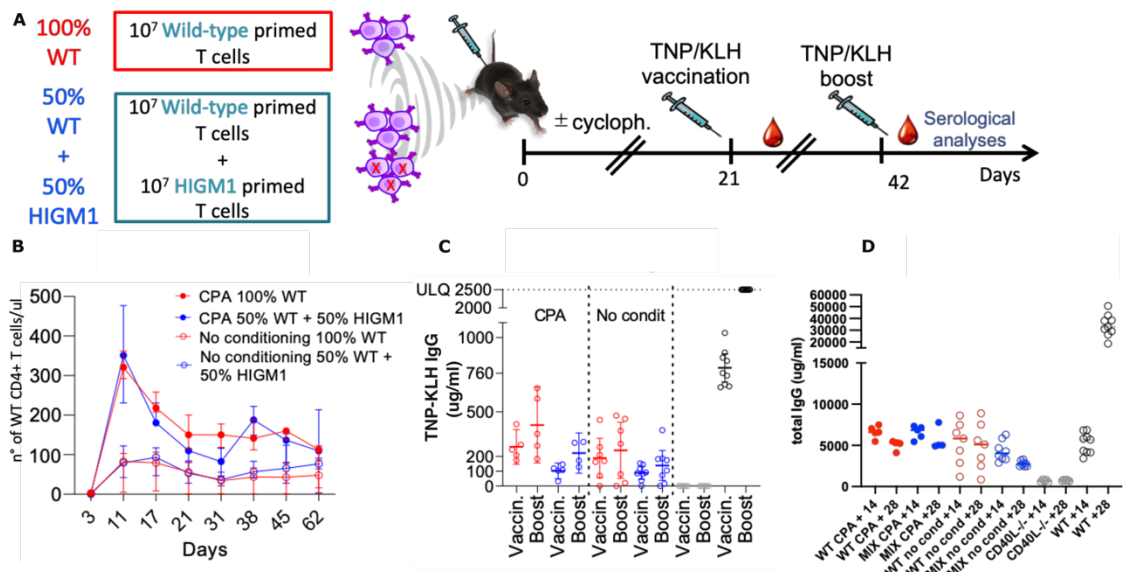 A
100%
WT
10⁷ Wild-type primed
T cells
50%
WT
+
50%
HIGM1
10⁷ Wild-type primed
T cells
+
10⁷ HIGM1 primed
T cells
X
X X
± cycloph.
TNP/KLH
vaccination
TNP/KLH
boost
Serological
analyses
0
21
42
Days
B
n° of WT CD4+ T cells/ul
500
400
300
200
100
0
CPA 100% WT
CPA 50% WT + 50% HIGM1
No conditioning 100% WT
No conditioning 50% WT +
50% HIGM1
3
11
17
21
31
38
45
62
Days
C
TNP-KLH IgG
(ug/ml)
ULQ
2500
1000
760
500
200
100
0
CPA
No condit
Vaccin.
Boost
Vaccin.
Boost
Vaccin.
Boost
Vaccin.
Boost
Vaccin.
Boost
Vaccin.
Boost
D
total IgG (ug/ml)
60000
50000
40000
30000
20000
15000
10000
5000
0
WT CPA + 14
WT CPA + 28
MIX CPA +14
MIX CPA +28
WT no cond +14
WT no cond +28
MIX no cond +14
MIX no cond +28
CD40L-/- +14
CD40L-/- +28
WT +14
WT +28